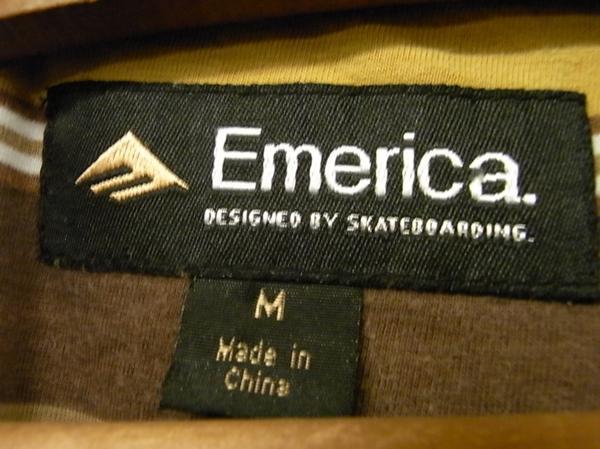 Emerica.
DESIGNED BY SKATEBOARDING.
M
Made in
China